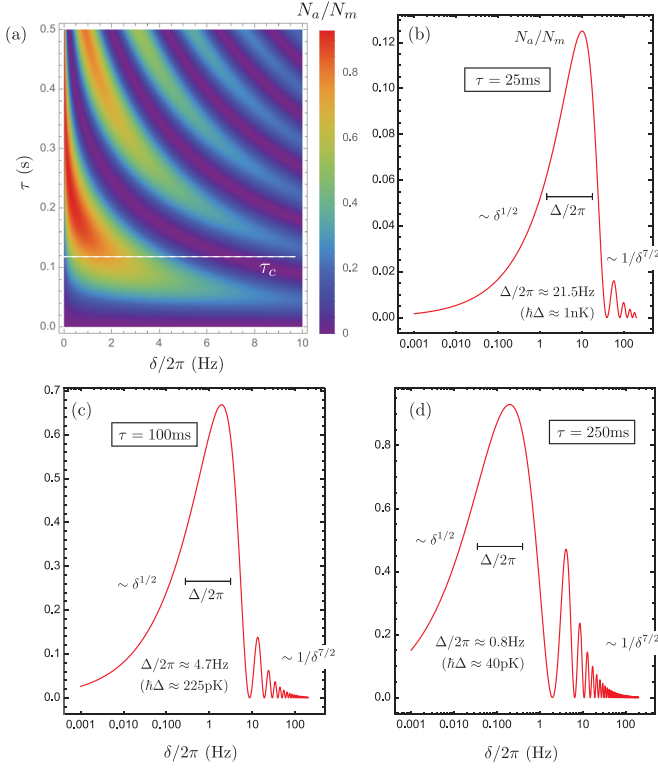 (a)
N_a/N_m
0.5
0.4
0.3
0.2
0.1
0.0
τ (s)
τ_c
0 2 4 6 8 10
δ/2π (Hz)
0.8
0.6
0.4
0.2
0
(b)
N_a/N_m
τ = 25ms
0.12
0.10
0.08
0.06
0.04
0.02
0.00
∼ δ^{1/2}
Δ/2π
∼ 1/δ^{7/2}
Δ/2π ≈ 21.5Hz
(ℏΔ ≈ 1nK)
0.001 0.010 0.100 1 10 100
δ/2π (Hz)
(c)
τ = 100ms
0.7
0.6
0.5
0.4
0.3
0.2
0.1
0.0
∼ δ^{1/2}
Δ/2π
Δ/2π ≈ 4.7Hz
(ℏΔ ≈ 225pK)
∼ 1/δ^{7/2}
0.001 0.010 0.100 1 10 100
δ/2π (Hz)
(d)
τ = 250ms
0.8
0.6
0.4
0.2
0.0
∼ δ^{1/2}
Δ/2π
Δ/2π ≈ 0.8Hz
(ℏΔ ≈ 40pK)
∼ 1/δ^{7/2}
0.001 0.010 0.100 1 10 100
δ/2π (Hz)